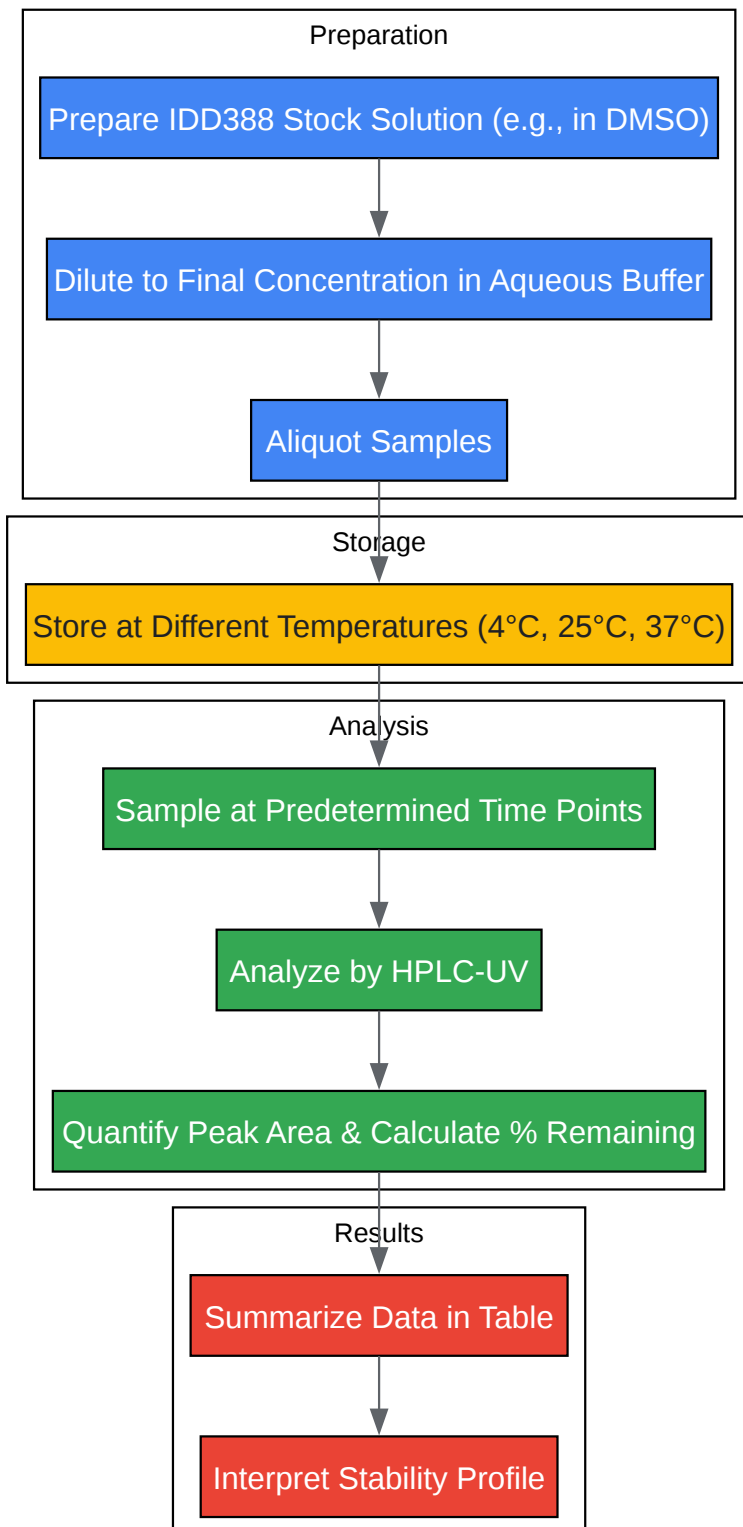 Preparation
Prepare IDD388 Stock Solution (e.g., in DMSO)
Dilute to Final Concentration in Aqueous Buffer
Aliquot Samples
Storage
Store at Different Temperatures (4°C, 25°C, 37°C)
Analysis
Sample at Predetermined Time Points
Analyze by HPLC-UV
Quantify Peak Area & Calculate % Remaining
Results
Summarize Data in Table
Interpret Stability Profile